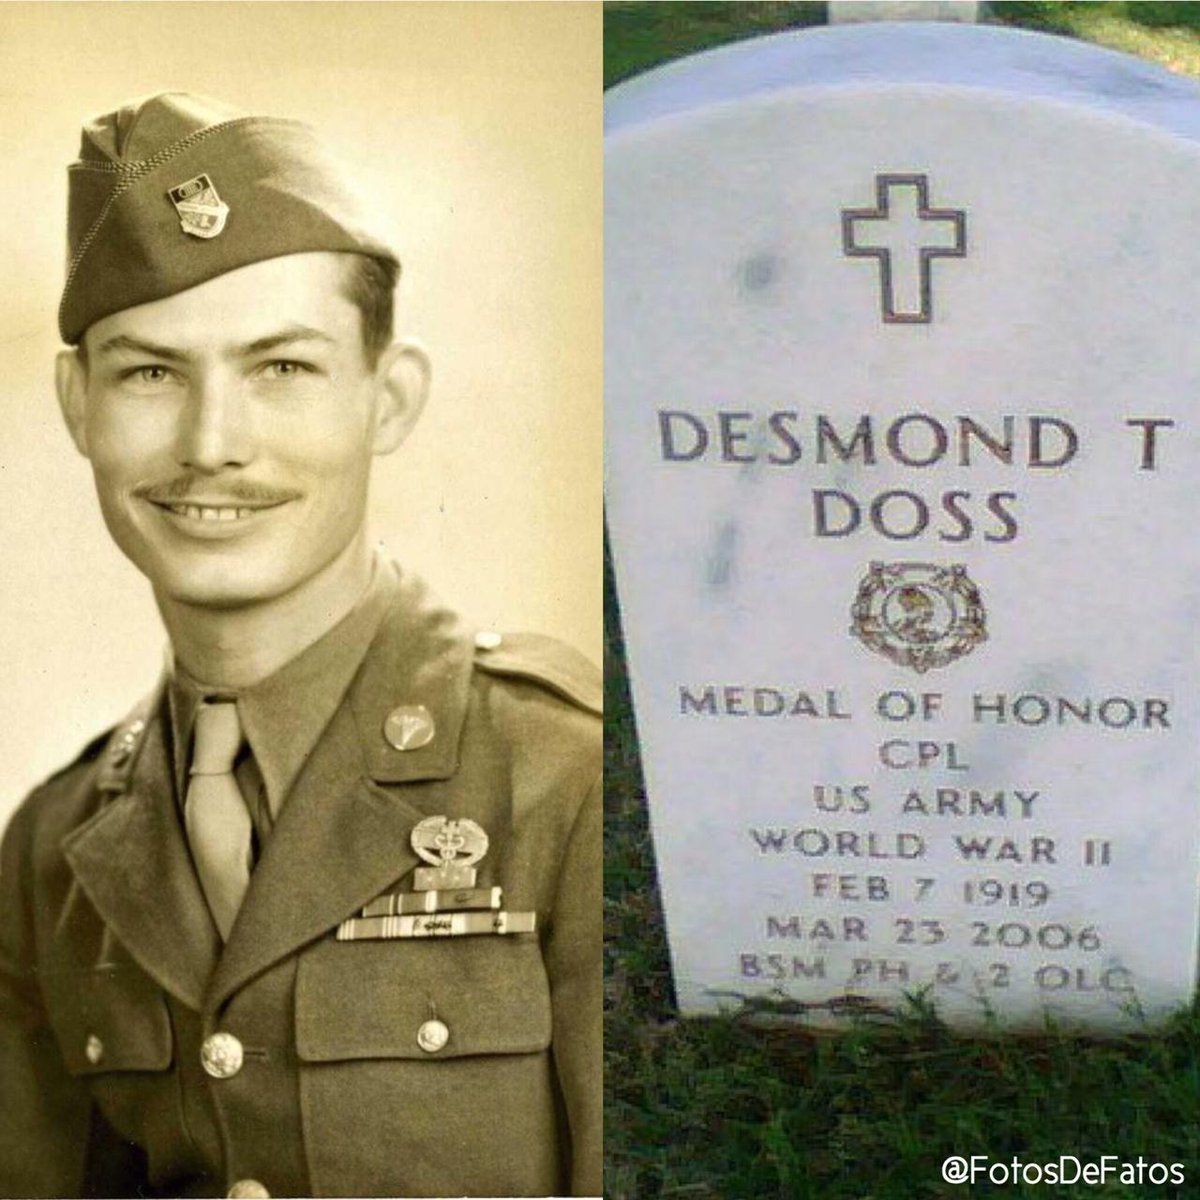 DESMOND T
DOSS
MEDAL OF HONOR
CPL
US ARMY
WORLD WAR II
FEB 7 1919
MAR 23 2006
BSM PH & 2 OLC
@FotosDeFatos